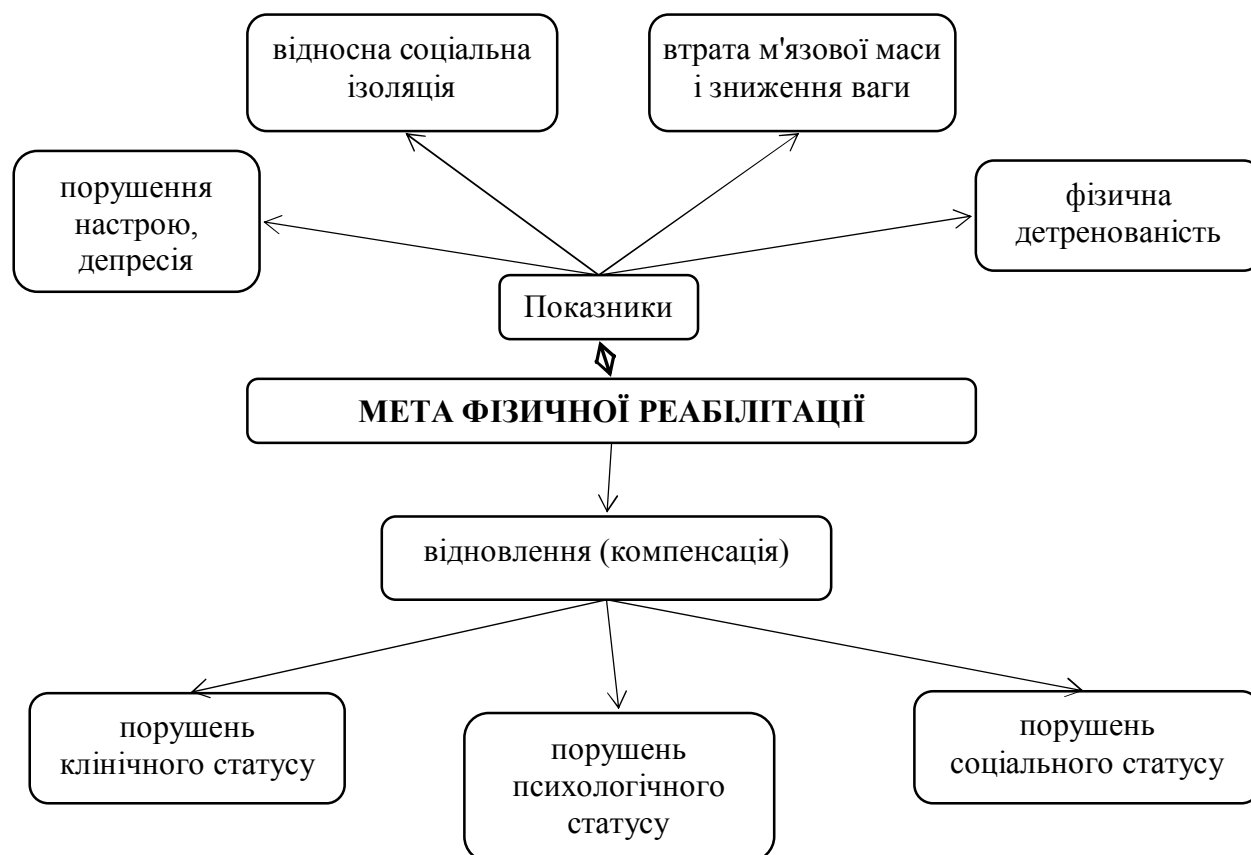 відносна соціальна
ізоляція
втрата м'язової маси
і зниження ваги
порушення
настрою,
депресія
фізична
детренованість
Показники
МЕТА ФІЗИЧНОЇ РЕАБІЛІТАЦІЇ
відновлення (компенсація)
порушень
клінічного статусу
порушень
психологічного
статусу
порушень
соціального статусу